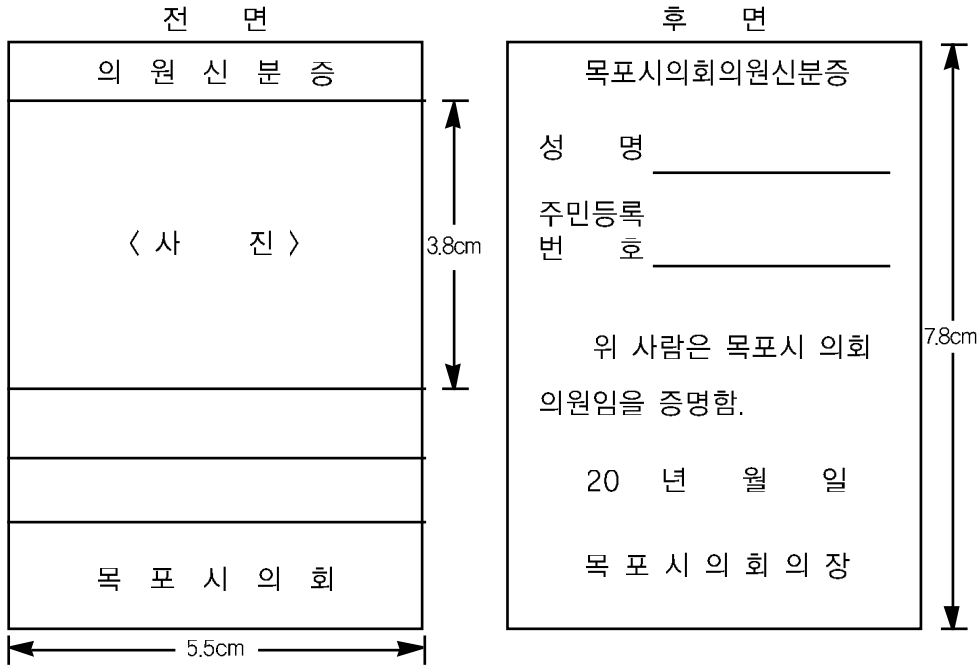 전 면
의 원 신 분 증
〈 사 진 〉
3.8cm
목 포 시 의 회
5.5cm
후 면
목포시의회의원신분증
성 명
주민등록
번 호
위 사람은 목포시 의회
의원임을 증명함.
20 년 월 일
목 포 시 의 회 의 장
7.8cm